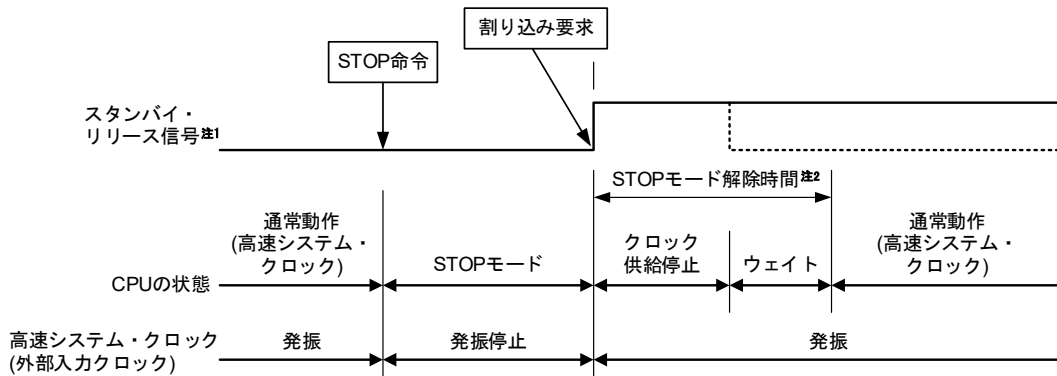 割り込み要求
STOP命令
スタンバイ・
リリース信号注1
STOPモード解除時間注2
通常動作
(高速システム・
クロック)
STOPモード
クロック
供給停止
ウェイト
通常動作
(高速システム・
クロック)
CPUの状態
高速システム・クロック
(外部入力クロック)
発振
発振停止
発振